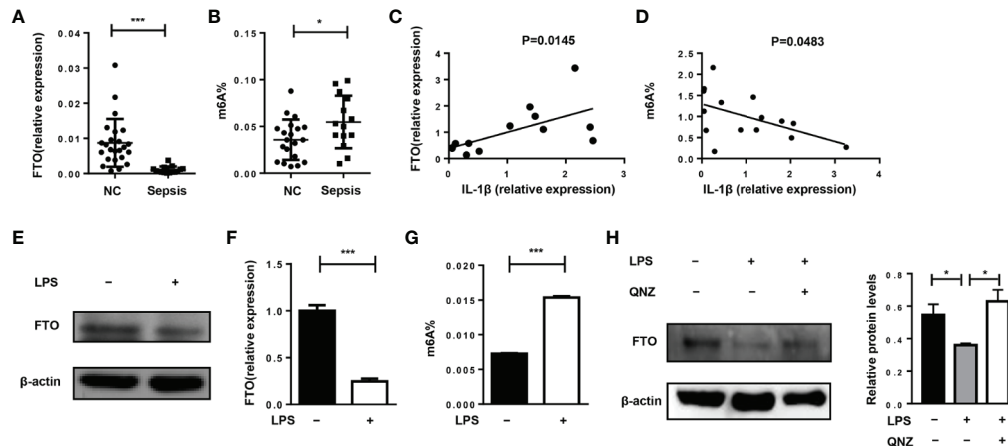 A
***
FTO(relative expression)
0.04
0.03
0.02
0.01
0.00
NC Sepsis
B
*
m6A%
0.15
0.10
0.05
0.00
NC Sepsis
C
P=0.0145
FTO(relative expression)
4
3
2
1
0
0 1 2 3
IL-1β (relative expression)
D
P=0.0483
m6A%
2.5
2.0
1.5
1.0
0.5
0.0
0 1 2 3 4
IL-1β (relative expression)
E
LPS – +
FTO
β-actin
F
***
FTO(relative expression)
1.5
1.0
0.5
0.0
LPS – +
G
***
m6A%
0.020
0.015
0.010
0.005
0.000
LPS – +
H
LPS – + +
QNZ – – +
FTO
β-actin
* *
Relative protein levels
0.8
0.6
0.4
0.2
0.0
LPS – + +
QNZ – – +